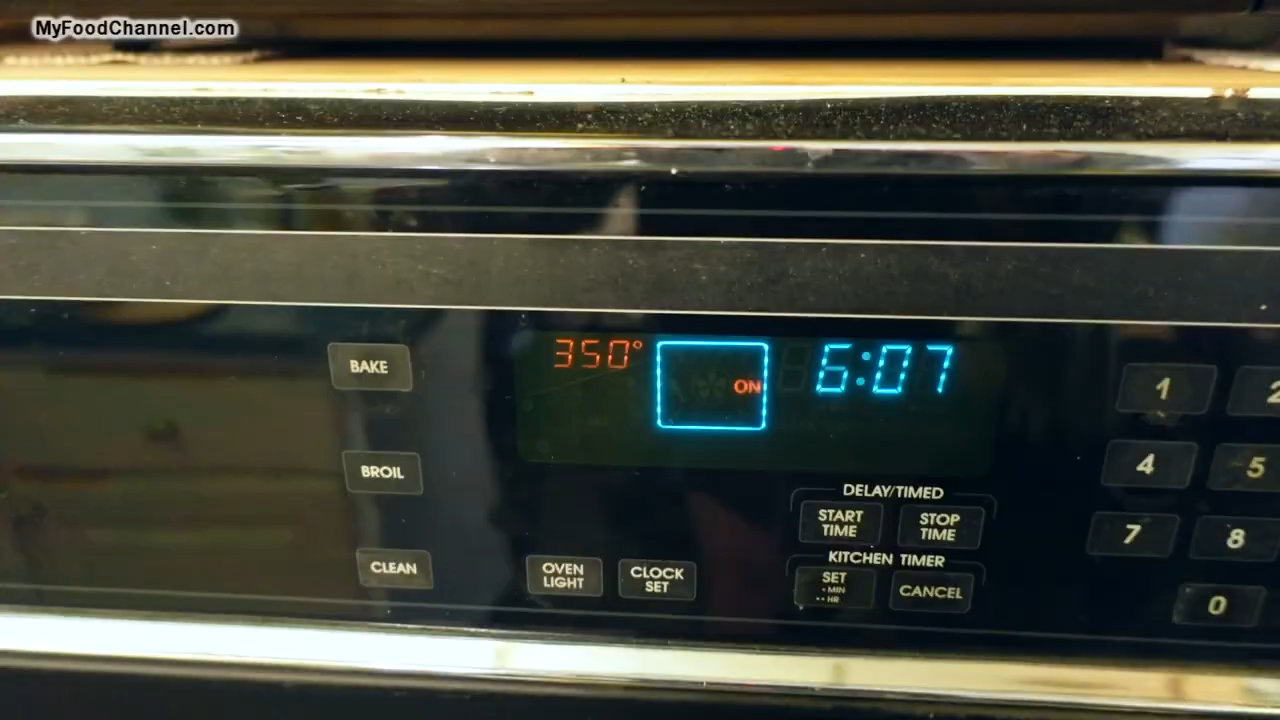 MyFoodChannel.com
350°
ON
6:07
BAKE
BROIL
CLEAN
OVEN
LIGHT
CLOCK
SET
DELAY/TIMED
START
TIME
STOP
TIME
KITCHEN TIMER
SET
• MIN
•• HR
CANCEL
1
2
4
5
7
8
0